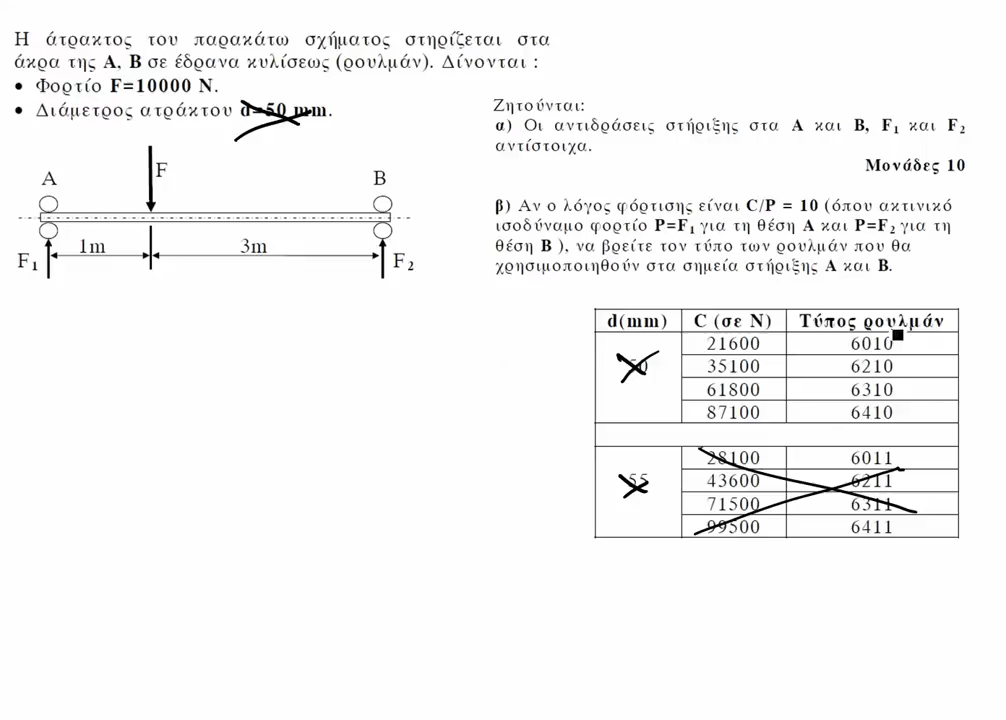 Η άτρακτος του παρακάτω σχήματος στηρίζεται στα
άκρα της Α, Β σε έδρανα κυλίσεως (ρουλμάν). Δίνονται :
• Φορτίο F=10000 N.
• Διάμετρος ατράκτου d=50 mm.
Ζητούνται:
α) Οι αντιδράσεις στήριξης στα Α και Β, F1 και F2
αντίστοιχα.
Μονάδες 10
β) Αν ο λόγος φόρτισης είναι C/P = 10 (όπου ακτινικό
ισοδύναμο φορτίο P=F1 για τη θέση Α και P=F2 για τη
θέση Β ), να βρείτε τον τύπο των ρουλμάν που θα
χρησιμοποιηθούν στα σημεία στήριξης Α και Β.
A F B
1m 3m
F1 F2
d(mm) C (σε N) Τύπος ρουλμάν
21600 6010
50 35100 6210
61800 6310
87100 6410
28100 6011
55 43600 6211
71500 6311
99500 6411